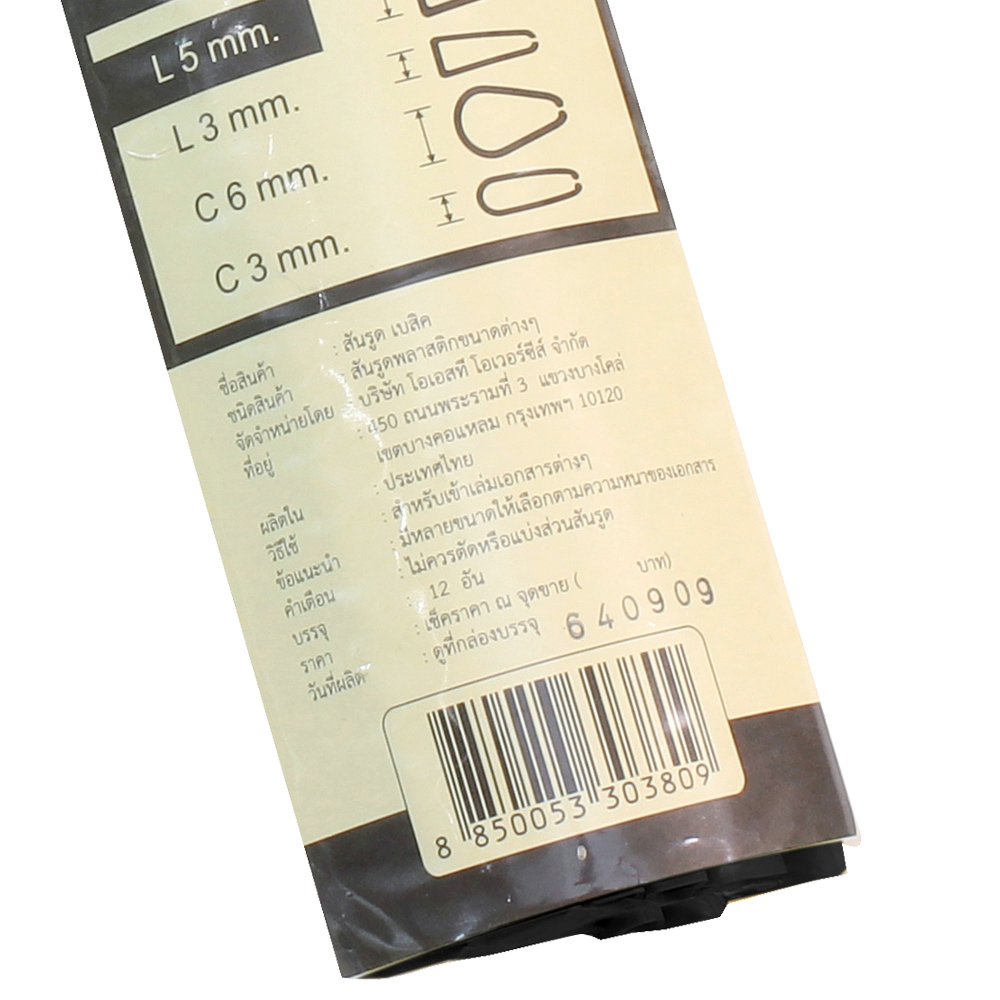 L 5 mm.
L 3 mm.
C 6 mm.
C 3 mm.
ชื่อสินค้า : สันรูด เบสิค
ชนิดสินค้า : สันรูดพลาสติกขนาดต่างๆ
จัดจำหน่ายโดย : บริษัท โอเอสที โอเวอร์ซีส์ จำกัด
ที่อยู่ : 450 ถนนพระรามที่ 3 แขวงบางโคล่
เขตบางคอแหลม กรุงเทพฯ 10120
ผลิตใน : ประเทศไทย
วิธีใช้ : สำหรับเข้าเล่มเอกสารต่างๆ
ข้อแนะนำ : มีหลายขนาดให้เลือกตามความหนาของเอกสาร
คำเตือน : ไม่ควรตัดหรือแบ่งส่วนสันรูด
บรรจุ : 12 อัน
ราคา : เช็คราคา ณ จุดขาย ( บาท)
วันที่ผลิต : ดูที่กล่องบรรจุ 640909
8 850053 303809